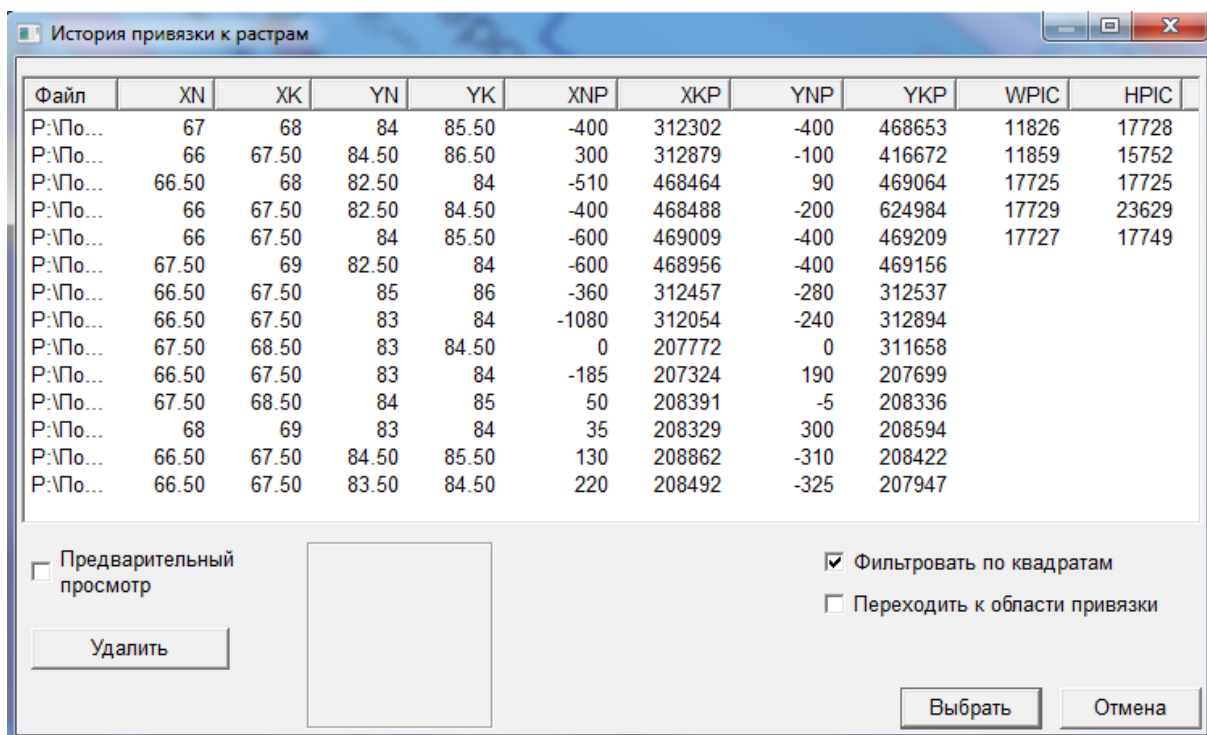 История привязки к растрам
Файл XN XK YN YK XNP XKP YNP YKP WPIC HPIC
P:\По... 67 68 84 85.50 -400 312302 -400 468653 11826 17728
P:\По... 66 67.50 84.50 86.50 300 312879 -100 416672 11859 15752
P:\По... 66.50 68 82.50 84 -510 468464 90 469064 17725 17725
P:\По... 66 67.50 82.50 84.50 -400 468488 -200 624984 17729 23629
P:\По... 66 67.50 84 85.50 -600 469009 -400 469209 17727 17749
P:\По... 67.50 69 82.50 84 -600 468956 -400 469156
P:\По... 66.50 67.50 85 86 -360 312457 -280 312537
P:\По... 66.50 67.50 83 84 -1080 312054 -240 312894
P:\По... 67.50 68.50 83 84.50 0 207772 0 311658
P:\По... 66.50 67.50 83 84 -185 207324 190 207699
P:\По... 67.50 68.50 84 85 50 208391 -5 208336
P:\По... 68 69 83 84 35 208329 300 208594
P:\По... 66.50 67.50 84.50 85.50 130 208862 -310 208422
P:\По... 66.50 67.50 83.50 84.50 220 208492 -325 207947
Предварительный
просмотр
Фильтровать по квадратам
Переходить к области привязки
Удалить
Выбрать
Отмена